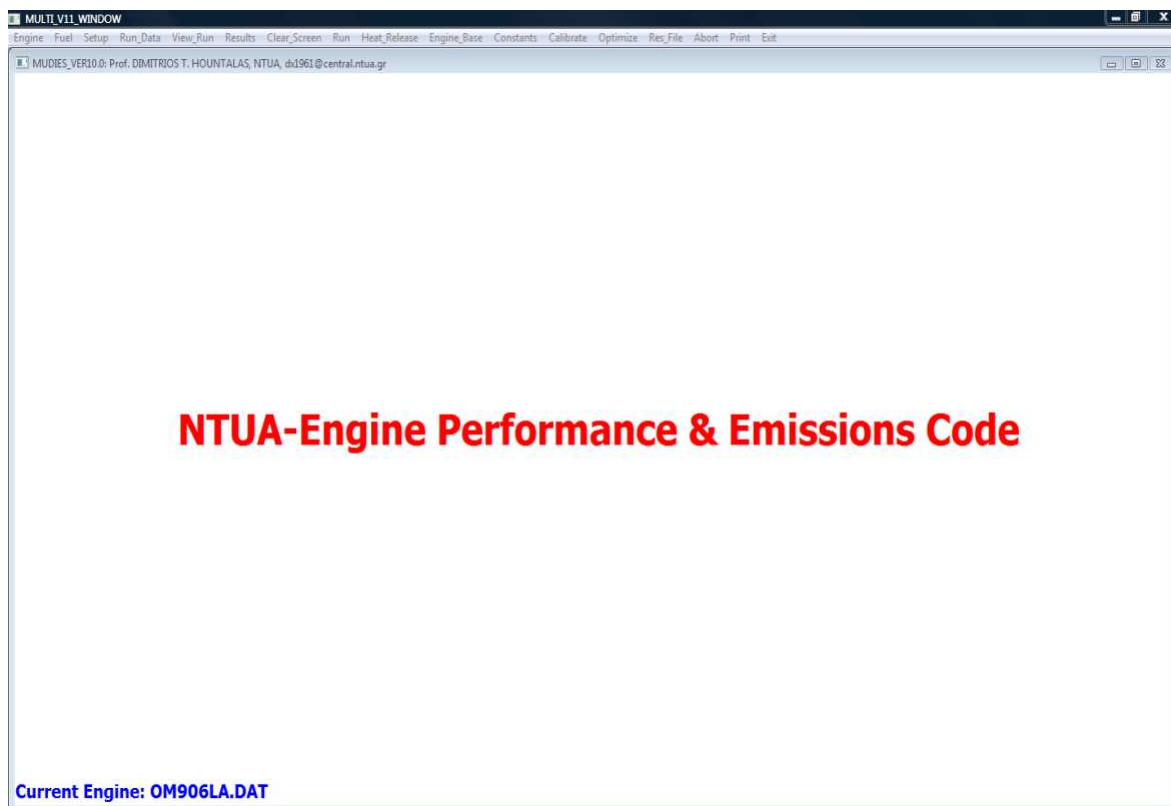 MULTI_V11_WINDOW
Engine Fuel Setup Run_Data View_Run Results Clear_Screen Run Heat_Release Engine_Base Constants Calibrate Optimize Res_File Abort Print Exit
MUDIES_VER10.0: Prof. DIMITRIOS T. HOUNTALAS, NTUA, dx1961@central.ntua.gr
NTUA-Engine Performance & Emissions Code
Current Engine: OM906LA.DAT